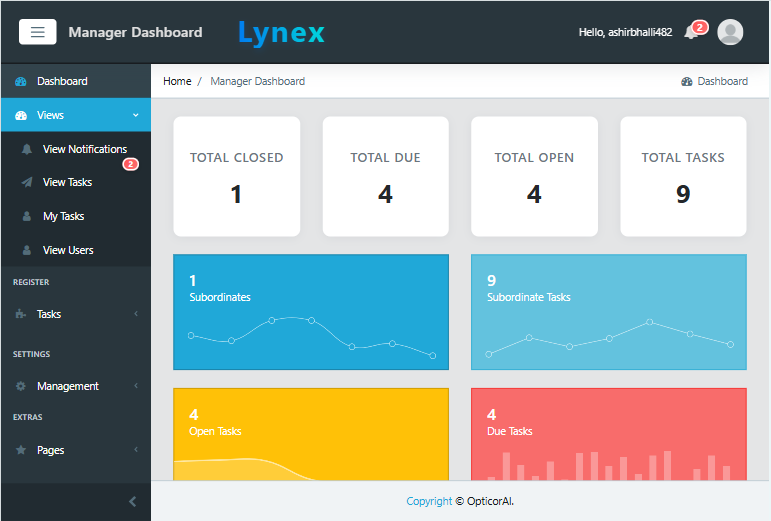 Manager Dashboard
Lynex
Hello, ashirbhalli482
2
Dashboard
Views
View Notifications
2
View Tasks
My Tasks
View Users
REGISTER
Tasks
SETTINGS
Management
EXTRAS
Pages
Home / Manager Dashboard
Dashboard
TOTAL CLOSED
1
TOTAL DUE
4
TOTAL OPEN
4
TOTAL TASKS
9
1
Subordinates
9
Subordinate Tasks
4
Open Tasks
4
Due Tasks
Copyright © OpticorAI.